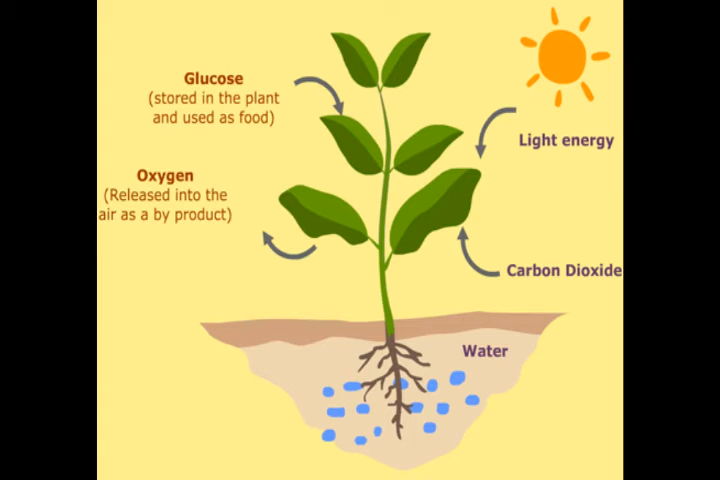 Glucose
(stored in the plant
and used as food)
Light energy
Oxygen
(Released into the
air as a by product)
Carbon Dioxide
Water